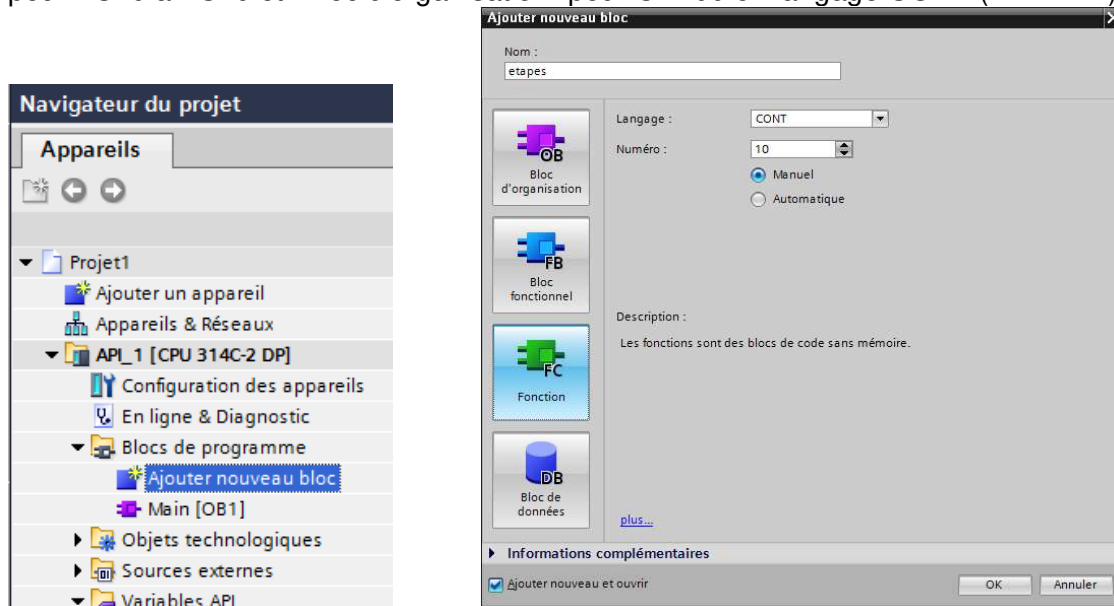 Ajouter nouveau bloc
Nom :
etapes
Langage :
CONT
Numéro :
10
Manuel
Automatique
OB
Bloc
d'organisation
FB
Bloc
fonctionnel
FC
Fonction
DB
Bloc de
données
Description :
Les fonctions sont des blocs de code sans mémoire.
plus...
Informations complémentaires
Ajouter nouveau et ouvrir
OK
Annuler
Navigateur du projet
Appareils
Projet1
Ajouter un appareil
Appareils & Réseaux
API_1 [CPU 314C-2 DP]
Configuration des appareils
En ligne & Diagnostic
Blocs de programme
Ajouter nouveau bloc
Main [OB1]
Objets technologiques
Sources externes
Variables API